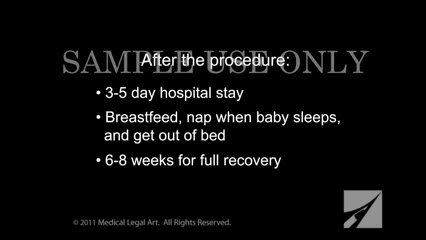 SAMPLE USE ONLY
After the procedure:
• 3-5 day hospital stay
• Breastfeed, nap when baby sleeps,
and get out of bed
• 6-8 weeks for full recovery
© 2011 Medical Legal Art. All Rights Reserved.